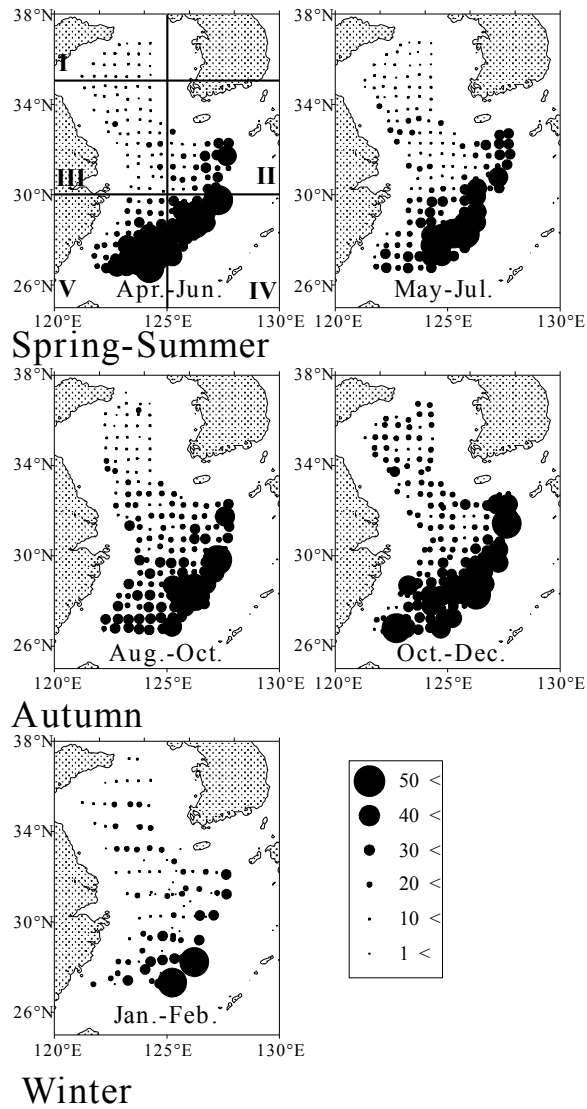 38°N
34°N
30°N
26°N
I
II
III
IV
V
Apr.-Jun.
120°E 125°E 130°E
38°N
34°N
30°N
26°N
May-Jul.
120°E 125°E 130°E
Spring-Summer
38°N
34°N
30°N
26°N
Aug.-Oct.
120°E 125°E 130°E
38°N
34°N
30°N
26°N
Oct.-Dec.
120°E 125°E 130°E
Autumn
38°N
34°N
30°N
26°N
Jan.-Feb.
120°E 125°E 130°E
50 <
40 <
30 <
20 <
10 <
1 <
Winter